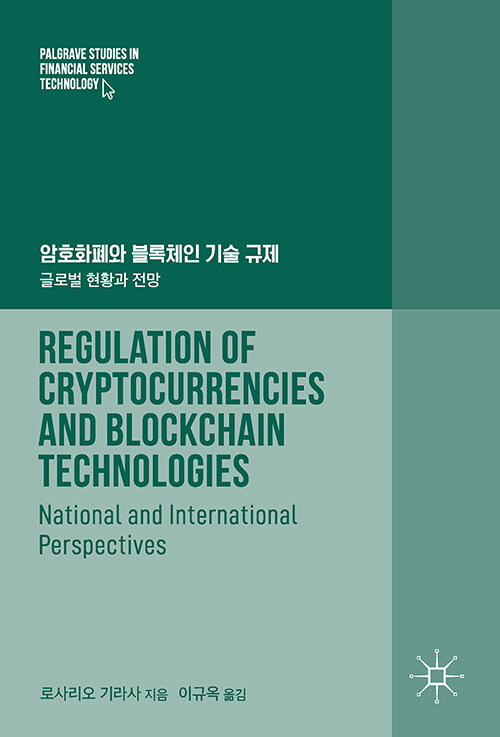 PALGRAVE STUDIES IN
FINANCIAL SERVICES
TECHNOLOGY
암호화폐와 블록체인 기술 규제
글로벌 현황과 전망
REGULATION OF
CRYPTOCURRENCIES
AND BLOCKCHAIN
TECHNOLOGIES
National and International
Perspectives
로사리오 기라사 지음 이규옥 옮김